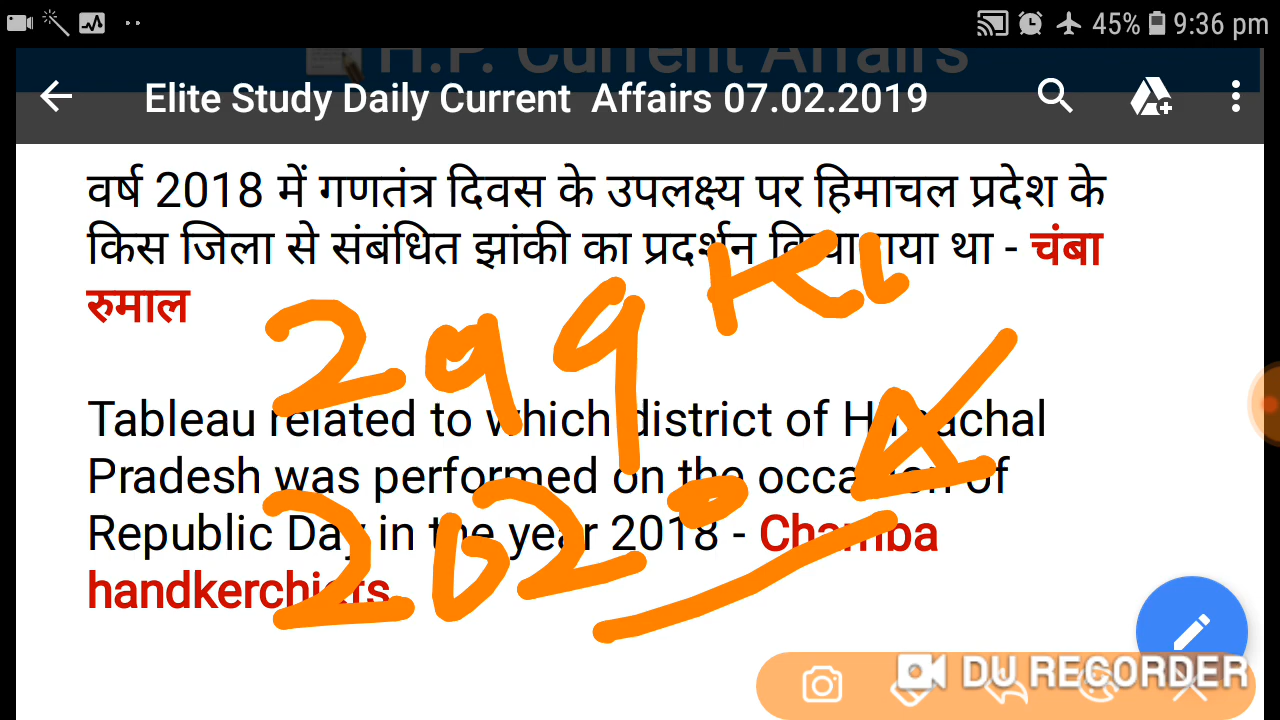 45% 9:36 pm
H.P. Current Affairs
Elite Study Daily Current Affairs 07.02.2019
वर्ष 2018 में गणतंत्र दिवस के उपलक्ष्य पर हिमाचल प्रदेश के
किस जिला से संबंधित झांकी का प्रदर्शन किया गया था - चंबा
रुमाल
299
Tableau related to which district of Himachal
Pradesh was performed on the occasion of
Republic Day in the year 2018 - Chamba
handkerchiefs
202
DU RECORDER